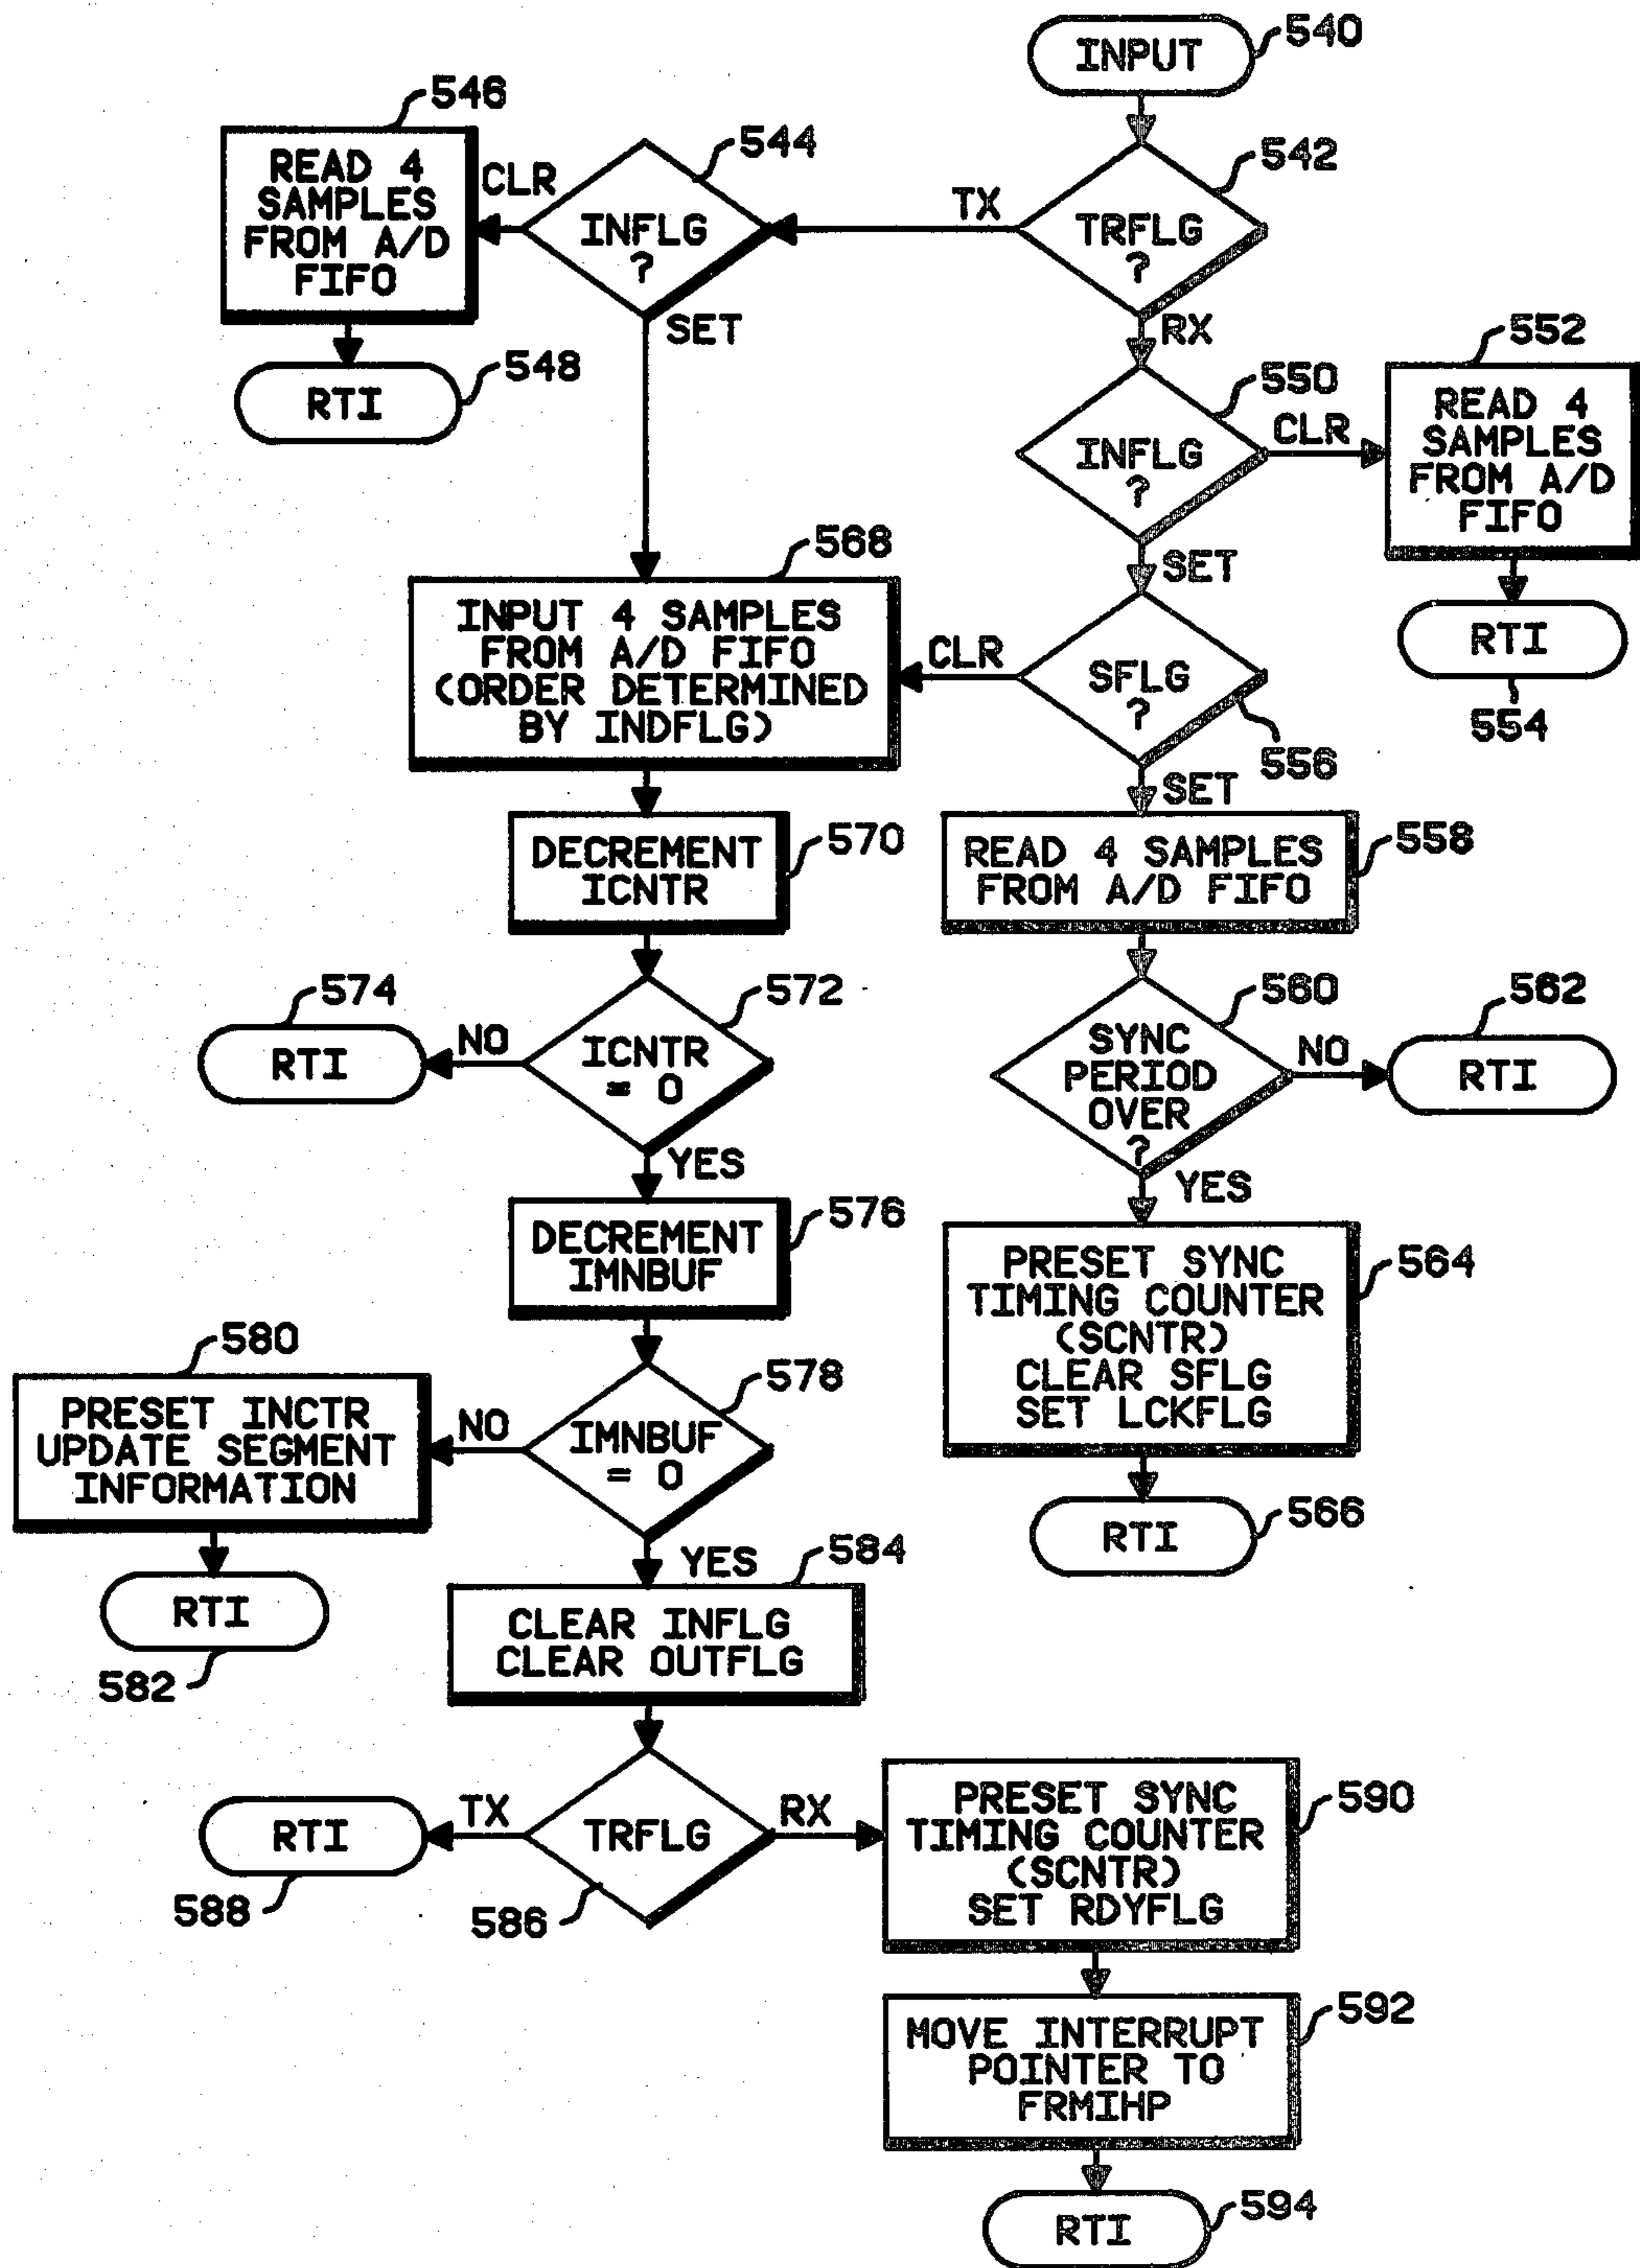 INPUT
540
546
READ 4
SAMPLES
FROM A/D
FIFO
CLR
544
INFLG
?
TX
542
TRFLG
?
SET
RX
548
RTI
550
INFLG
?
CLR
552
READ 4
SAMPLES
FROM A/D
FIFO
SET
RTI
554
568
INPUT 4 SAMPLES
FROM A/D FIFO
(ORDER DETERMINED
BY INDFLG)
CLR
SFLG
?
556
SET
DECREMENT
ICNTR
570
READ 4 SAMPLES
FROM A/D FIFO
558
574
RTI
NO
572
ICNTR
= 0
560
SYNC
PERIOD
OVER
?
NO
562
RTI
YES
YES
DECREMENT
IMNBUF
576
PRESET SYNC
TIMING COUNTER
(SCNTR)
CLEAR SFLG
SET LCKFLG
564
580
PRESET INCTR
UPDATE SEGMENT
INFORMATION
NO
578
IMNBUF
= 0
RTI
566
YES
584
RTI
582
CLEAR INFLG
CLEAR OUTFLG
RTI
588
TX
TRFLG
586
RX
PRESET SYNC
TIMING COUNTER
(SCNTR)
SET RDYFLG
590
MOVE INTERRUPT
POINTER TO
FRMIHP
592
RTI
594